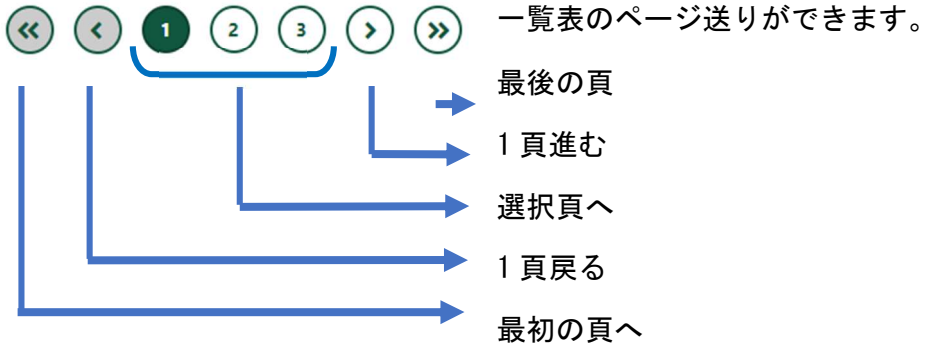 ≪ < 1 2 3 > ≫ 一覧表のページ送りができます。
最後の頁
1頁進む
選択頁へ
1頁戻る
最初の頁へ